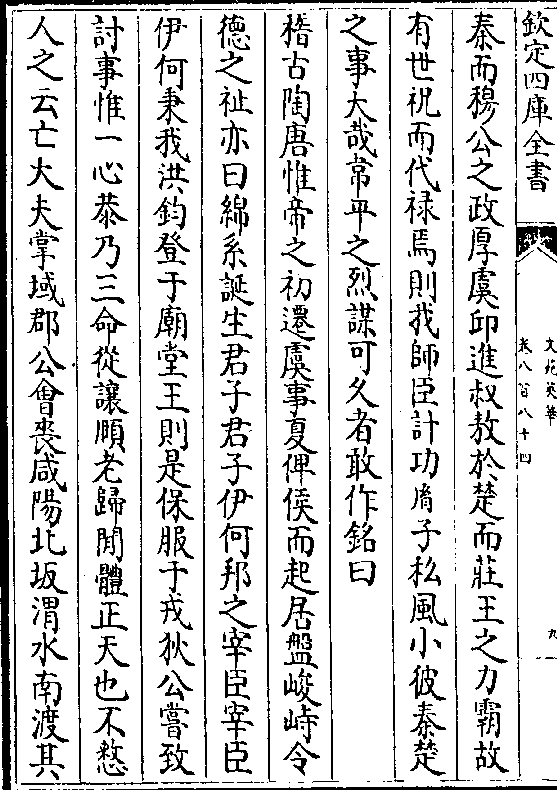 欽定四庫全書
文苑英華
卷八百八十四
九
秦而穆公之政厚虞卭進叔敖於楚而莊王之力霸故
有世祝而代禄焉則我師臣計功脩子私風小彼秦楚
之事大哉常平之烈謀可久者敢作銘曰
稽古陶唐惟帝之初遷虞事夏俾侯而起居盤峻峙令
德之祉亦曰綿系誕生君子君子伊何邦之宰臣宰臣
伊何秉我洪鈞登于廟堂王則是保服于戎狄公嘗致
討事惟一心恭乃三命從讓願老歸閒體正天也不憗
人之云亡大夫掌域郡公會喪咸陽北坂渭水南渡其